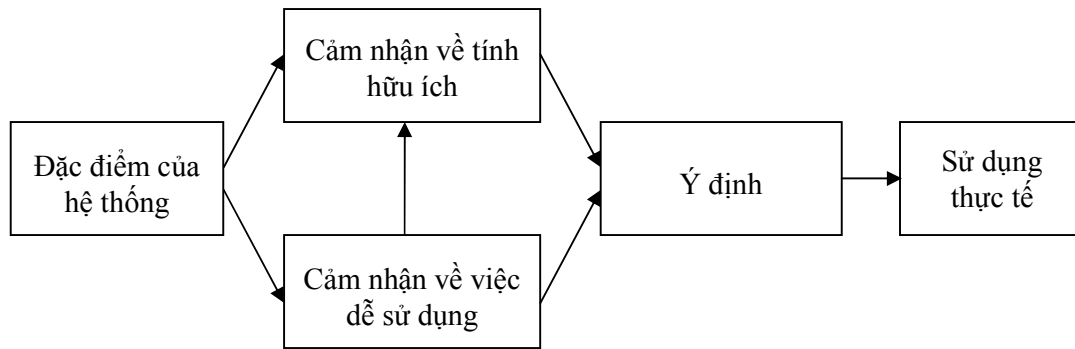 Cảm nhận về tính
hữu ích
Đặc điểm của
hệ thống
Ý định
Sử dụng
thực tế
Cảm nhận về việc
dễ sử dụng